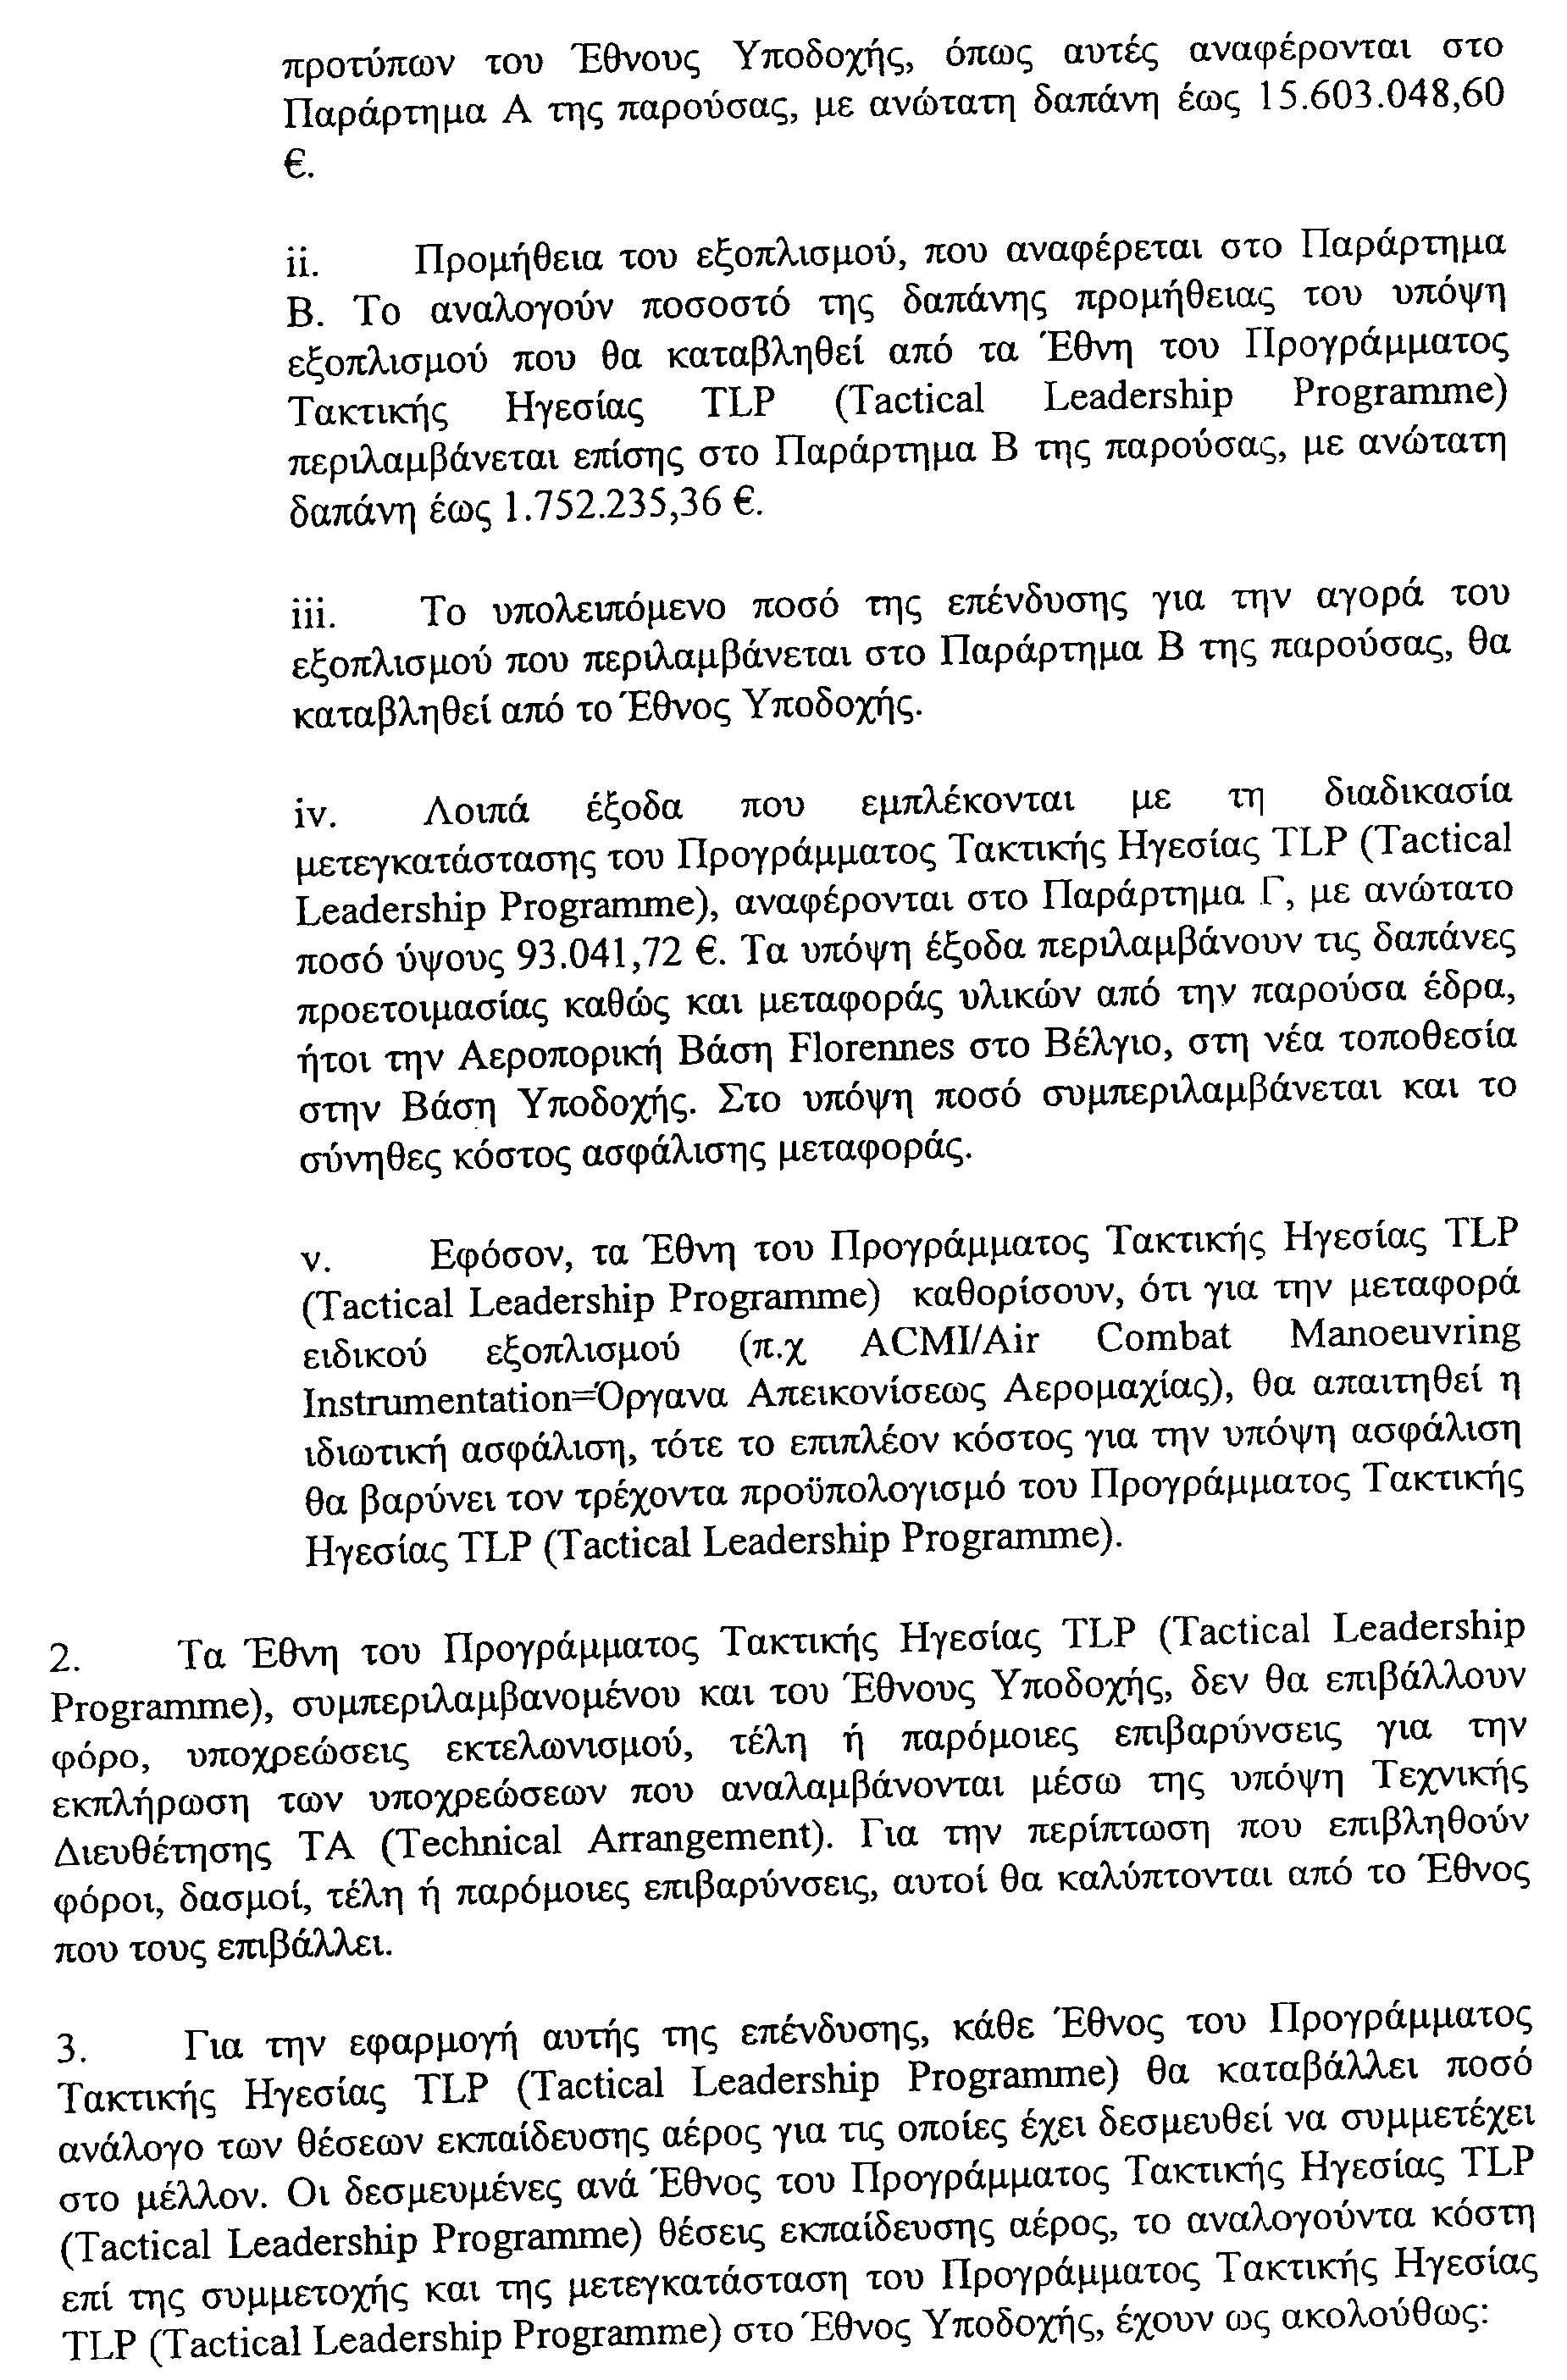 προτύπων του Έθνους Υποδοχής, όπως αυτές αναφέρονται στο
Παράρτημα Α της παρούσας, με ανώτατη δαπάνη έως 15.603.048,60
€.
ii. Προμήθεια του εξοπλισμού, που αναφέρεται στο Παράρτημα
Β. Το αναλογούν ποσοστό της δαπάνης προμήθειας του υπόψη
εξοπλισμού που θα καταβληθεί από τα Έθνη του Προγράμματος
Τακτικής Ηγεσίας TLP (Tactical Leadership Programme)
περιλαμβάνεται επίσης στο Παράρτημα Β της παρούσας, με ανώτατη
δαπάνη έως 1.752.235,36 €.
iii. Το υπολειπόμενο ποσό της επένδυσης για την αγορά του
εξοπλισμού που περιλαμβάνεται στο Παράρτημα Β της παρούσας, θα
καταβληθεί από το Έθνος Υποδοχής.
iv. Λοιπά έξοδα που εμπλέκονται με τη διαδικασία
μετεγκατάστασης του Προγράμματος Τακτικής Ηγεσίας TLP (Tactical
Leadership Programme), αναφέρονται στο Παράρτημα Γ, με ανώτατο
ποσό ύψους 93.041,72 €. Τα υπόψη έξοδα περιλαμβάνουν τις δαπάνες
προετοιμασίας καθώς και μεταφοράς υλικών από την παρούσα έδρα,
ήτοι την Αεροπορική Βάση Florennes στο Βέλγιο, στη νέα τοποθεσία
στην Βάση Υποδοχής. Στο υπόψη ποσό συμπεριλαμβάνεται και το
σύνηθες κόστος ασφάλισης μεταφοράς.
v. Εφόσον, τα Έθνη του Προγράμματος Τακτικής Ηγεσίας TLP
(Tactical Leadership Programme) καθορίσουν, ότι για την μεταφορά
ειδικού εξοπλισμού (π.χ ACMI/Air Combat Manoeuvring
Instrumentation=Όργανα Απεικονίσεως Αερομαχίας), θα απαιτηθεί η
ιδιωτική ασφάλιση, τότε το επιπλέον κόστος για την υπόψη ασφάλιση
θα βαρύνει τον τρέχοντα προϋπολογισμό του Προγράμματος Τακτικής
Ηγεσίας TLP (Tactical Leadership Programme).
2. Τα Έθνη του Προγράμματος Τακτικής Ηγεσίας TLP (Tactical Leadership
Programme), συμπεριλαμβανομένου και του Έθνους Υποδοχής, δεν θα επιβάλλουν
φόρο, υποχρεώσεις εκτελωνισμού, τέλη ή παρόμοιες επιβαρύνσεις για την
εκπλήρωση των υποχρεώσεων που αναλαμβάνονται μέσω της υπόψη Τεχνικής
Διευθέτησης ΤΑ (Technical Arrangement). Για την περίπτωση που επιβληθούν
φόροι, δασμοί, τέλη ή παρόμοιες επιβαρύνσεις, αυτοί θα καλύπτονται από το Έθνος
που τους επιβάλλει.
3. Για την εφαρμογή αυτής της επένδυσης, κάθε Έθνος του Προγράμματος
Τακτικής Ηγεσίας TLP (Tactical Leadership Programme) θα καταβάλλει ποσό
ανάλογο των θέσεων εκπαίδευσης αέρος για τις οποίες έχει δεσμευθεί να συμμετέχει
στο μέλλον. Οι δεσμευμένες ανά Έθνος του Προγράμματος Τακτικής Ηγεσίας TLP
(Tactical Leadership Programme) θέσεις εκπαίδευσης αέρος, το αναλογούντα κόστη
επί της συμμετοχής και της μετεγκατάσταση του Προγράμματος Τακτικής Ηγεσίας
TLP (Tactical Leadership Programme) στο Έθνος Υποδοχής, έχουν ως ακολούθως: